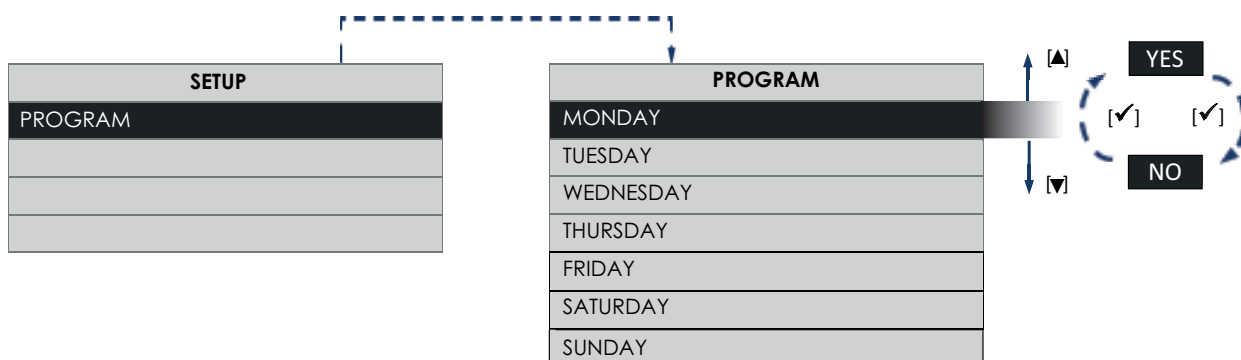 SETUP
PROGRAM
PROGRAM
MONDAY
TUESDAY
WEDNESDAY
THURSDAY
FRIDAY
SATURDAY
SUNDAY
[▲]
YES
[✓] [✓]
NO
[▼]